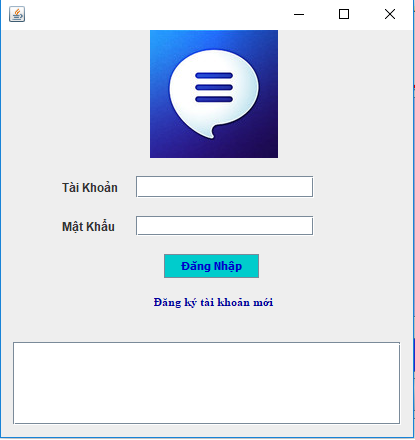 Tài Khoản
Mật Khẩu
Đăng Nhập
Đăng ký tài khoản mới